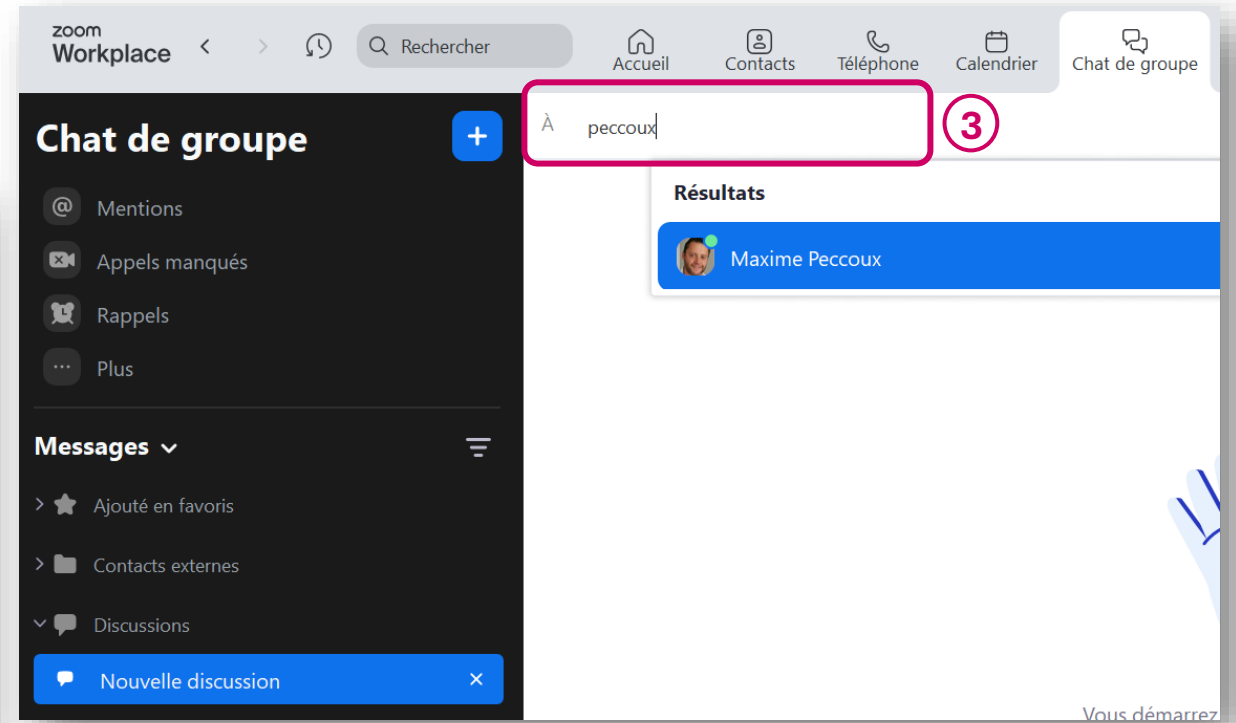 zoom
Workplace
Rechercher
Accueil
Contacts
Téléphone
Calendrier
Chat de groupe
Chat de groupe
+
À peccoux
3
Résultats
Maxime Peccoux
@ Mentions
Appels manqués
Rappels
Plus
Messages
Ajouté en favoris
Contacts externes
Discussions
Nouvelle discussion
Vous démarrez